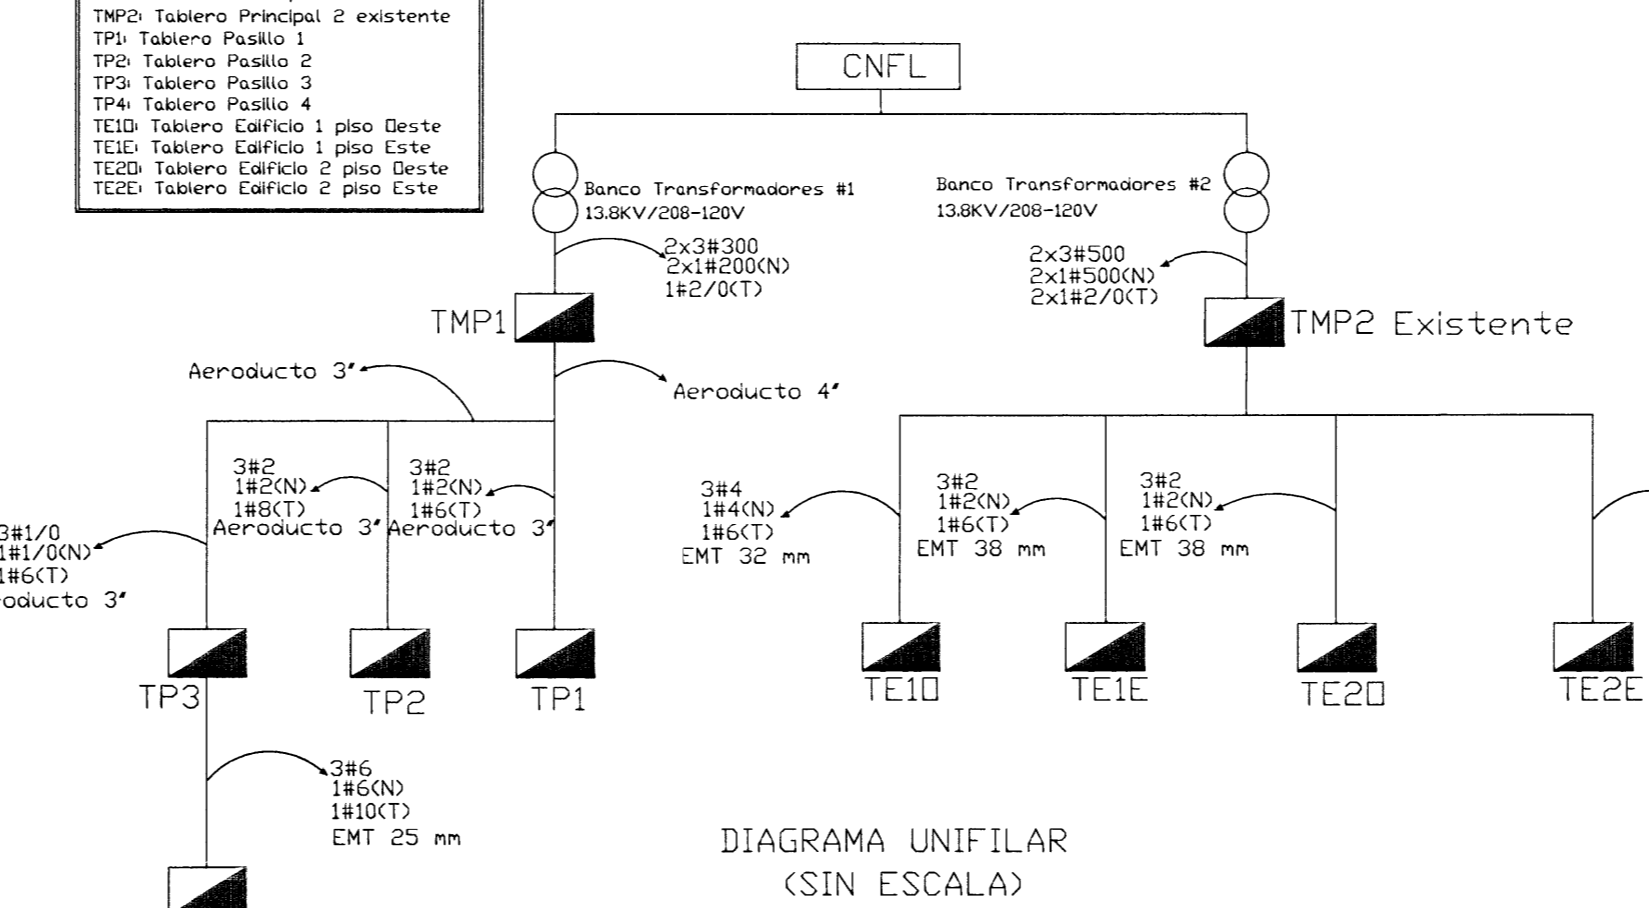 TMP2: Tablero Principal 2 existente
TP1: Tablero Pasillo 1
TP2: Tablero Pasillo 2
TP3: Tablero Pasillo 3
TP4: Tablero Pasillo 4
TE1O: Tablero Edificio 1 piso Oeste
TE1E: Tablero Edificio 1 piso Este
TE2O: Tablero Edificio 2 piso Oeste
TE2E: Tablero Edificio 2 piso Este
CNFL
Banco Transformadores #1
13.8KV/208-120V
Banco Transformadores #2
13.8KV/208-120V
2x3#300
2x1#200(N)
1#2/0(T)
2x3#500
2x1#500(N)
2x1#2/0(T)
TMP1
TMP2 Existente
Aeroducto 3"
Aeroducto 4"
3#1/0
1#1/0(N)
1#6(T)
oducto 3"
3#2
1#2(N)
1#8(T)
Aeroducto 3"
3#2
1#2(N)
1#6(T)
Aeroducto 3"
3#4
1#4(N)
1#6(T)
EMT 32 mm
3#2
1#2(N)
1#6(T)
EMT 38 mm
3#2
1#2(N)
1#6(T)
EMT 38 mm
TP3
TP2
TP1
TE1O
TE1E
TE2O
TE2E
3#6
1#6(N)
1#10(T)
EMT 25 mm
DIAGRAMA UNIFILAR
(SIN ESCALA)